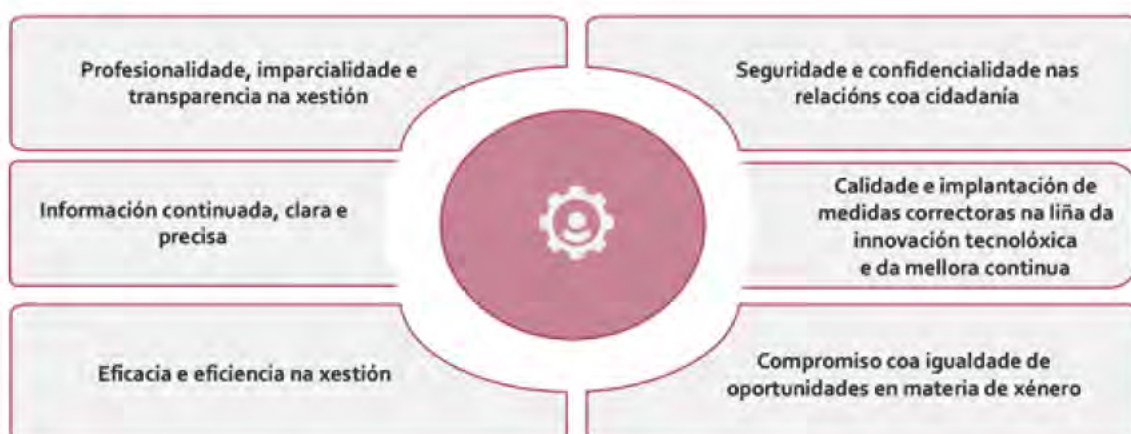 Profesionalidade, imparcialidade e
transparencia na xestión
Seguridade e confidencialidade nas
relacións coa cidadanía
Información continuada, clara e
precisa
Calidade e implantación de
medidas correctoras na liña da
innovación tecnolóxica
e da mellora continua
Eficacia e eficiencia na xestión
Compromiso coa igualdade de
oportunidades en materia de xénero